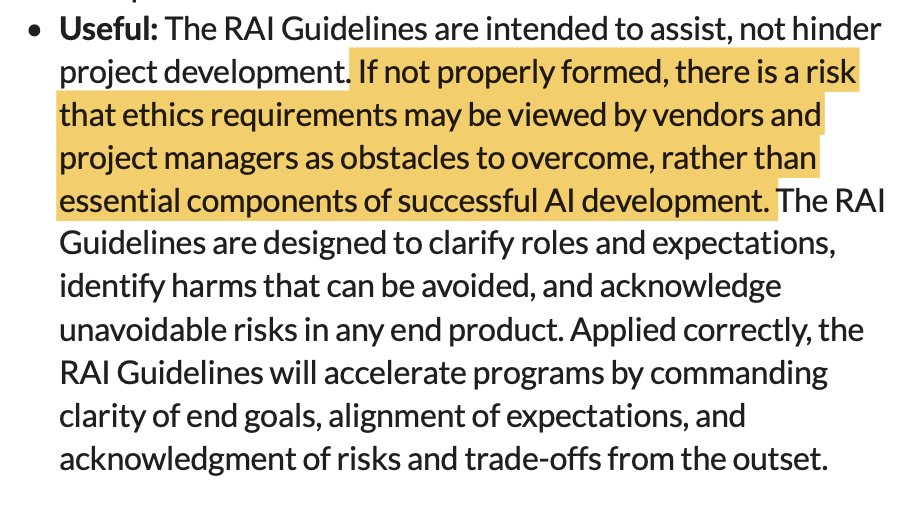 • Useful: The RAI Guidelines are intended to assist, not hinder
project development. If not properly formed, there is a risk
that ethics requirements may be viewed by vendors and
project managers as obstacles to overcome, rather than
essential components of successful AI development. The RAI
Guidelines are designed to clarify roles and expectations,
identify harms that can be avoided, and acknowledge
unavoidable risks in any end product. Applied correctly, the
RAI Guidelines will accelerate programs by commanding
clarity of end goals, alignment of expectations, and
acknowledgment of risks and trade-offs from the outset.